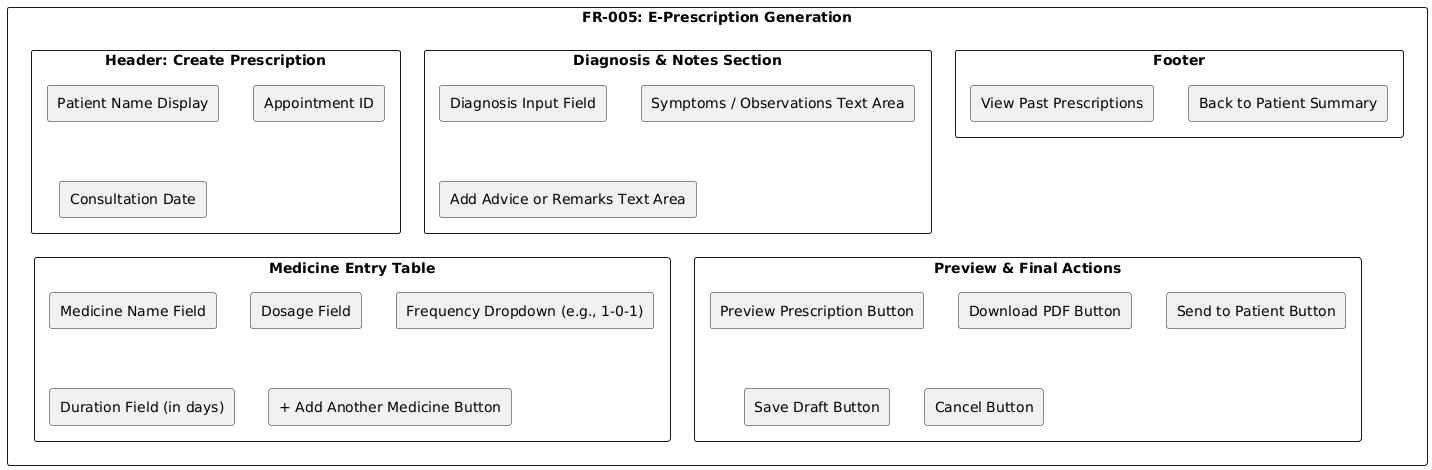 FR-005: E-Prescription Generation
Header: Create Prescription
Patient Name Display
Appointment ID
Consultation Date
Diagnosis & Notes Section
Diagnosis Input Field
Symptoms / Observations Text Area
Add Advice or Remarks Text Area
Footer
View Past Prescriptions
Back to Patient Summary
Medicine Entry Table
Medicine Name Field
Dosage Field
Frequency Dropdown (e.g., 1-0-1)
Duration Field (in days)
+ Add Another Medicine Button
Preview & Final Actions
Preview Prescription Button
Download PDF Button
Send to Patient Button
Save Draft Button
Cancel Button